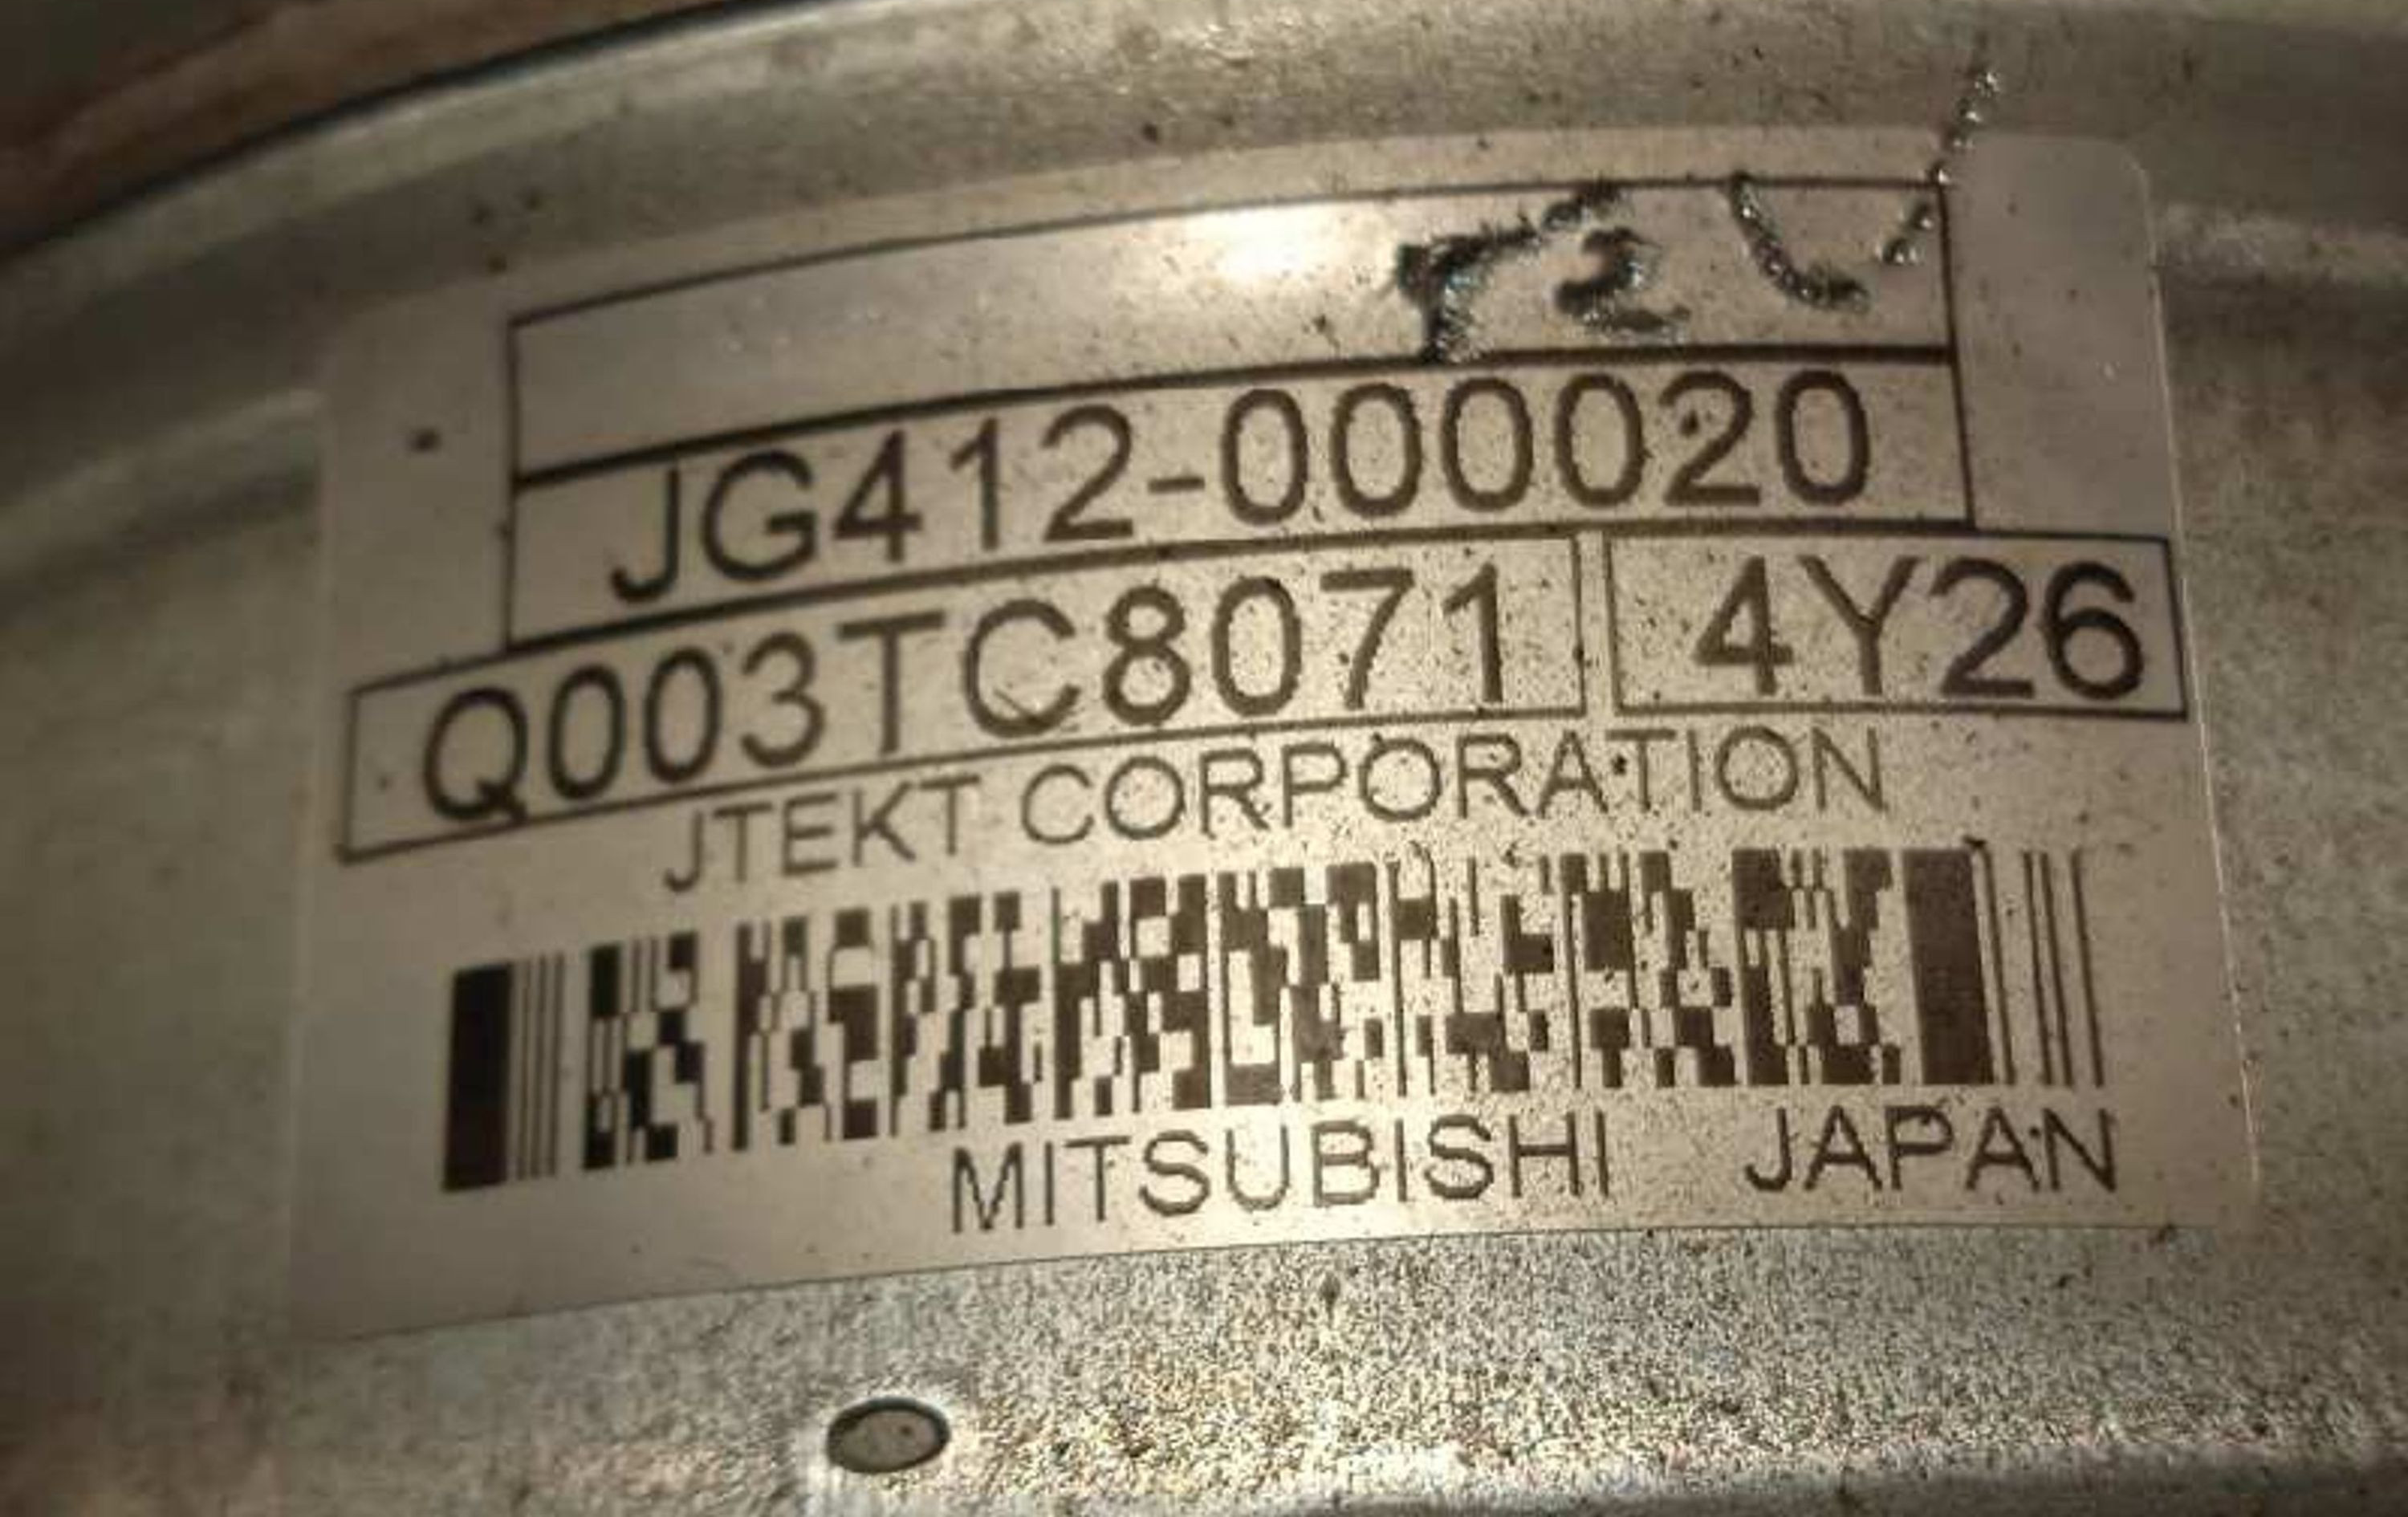 JG412-000020
Q003TC8071 4Y26
JTEKT CORPORATION
MITSUBISHI JAPAN